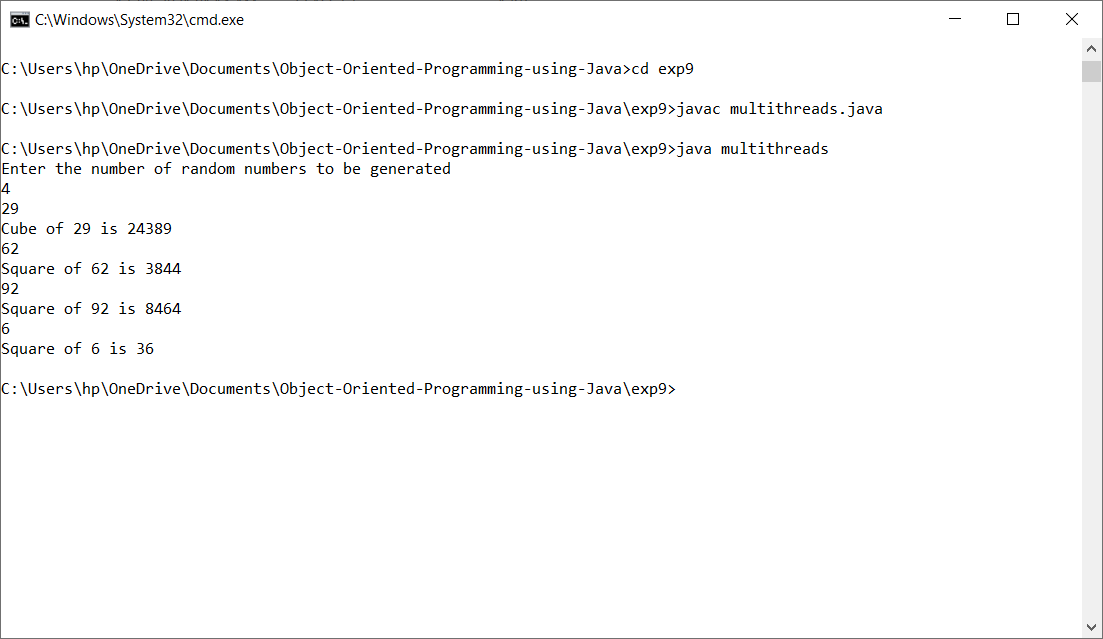 C:\Windows\System32\cmd.exe
C:\Users\hp\OneDrive\Documents\Object-Oriented-Programming-using-Java>cd exp9
C:\Users\hp\OneDrive\Documents\Object-Oriented-Programming-using-Java\exp9>javac multithreads.java
C:\Users\hp\OneDrive\Documents\Object-Oriented-Programming-using-Java\exp9>java multithreads
Enter the number of random numbers to be generated
4
29
Cube of 29 is 24389
62
Square of 62 is 3844
92
Square of 92 is 8464
6
Square of 6 is 36
C:\Users\hp\OneDrive\Documents\Object-Oriented-Programming-using-Java\exp9>